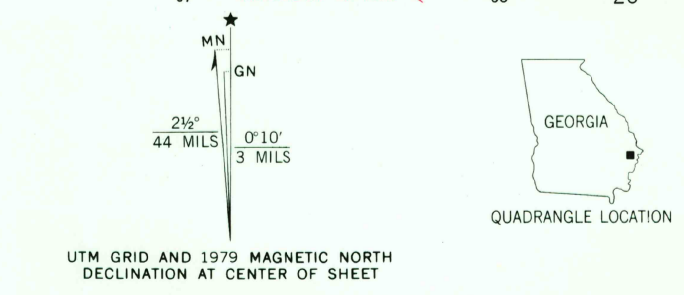 MN
GN
2½°
44 MILS
0°10′
3 MILS
UTM GRID AND 1979 MAGNETIC NORTH
DECLINATION AT CENTER OF SHEET
GEORGIA
QUADRANGLE LOCATION